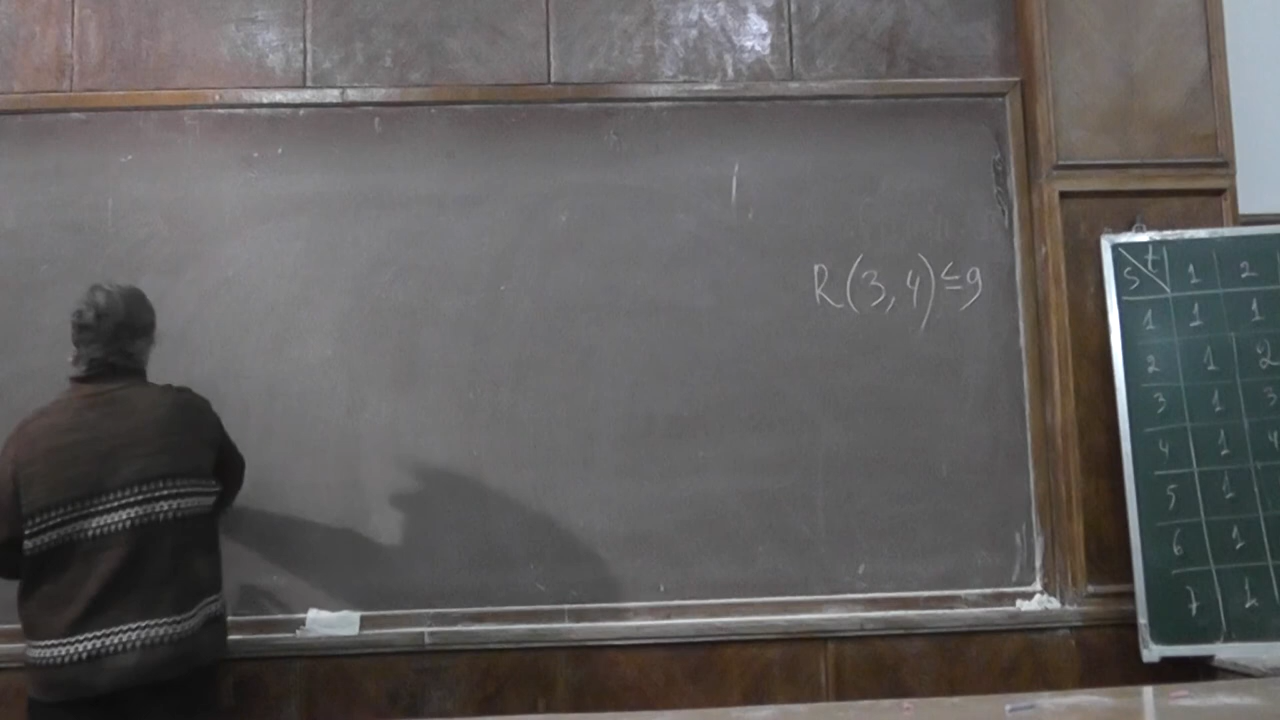 R(3,4)≤9
s t 1 2
1 1 1
2 1 2
3 1 3
4 1 4
5 1
6 1
7 1